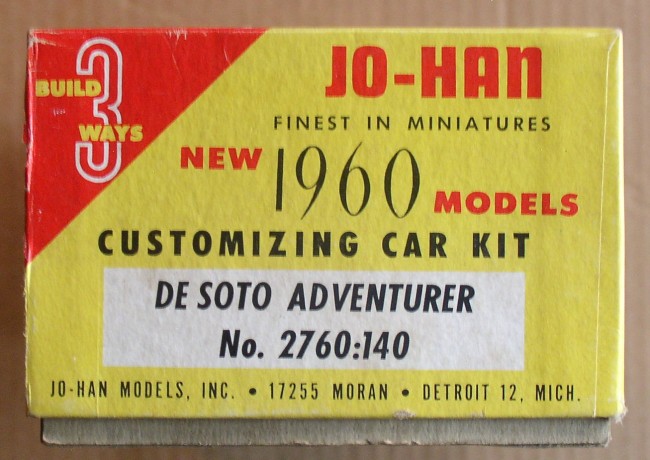 BUILD
3
WAYS
JO-HAN
FINEST IN MINIATURES
NEW 1960 MODELS
CUSTOMIZING CAR KIT
DE SOTO ADVENTURER
No. 2760:140
JO-HAN MODELS, INC. • 17255 MORAN • DETROIT 12, MICH.